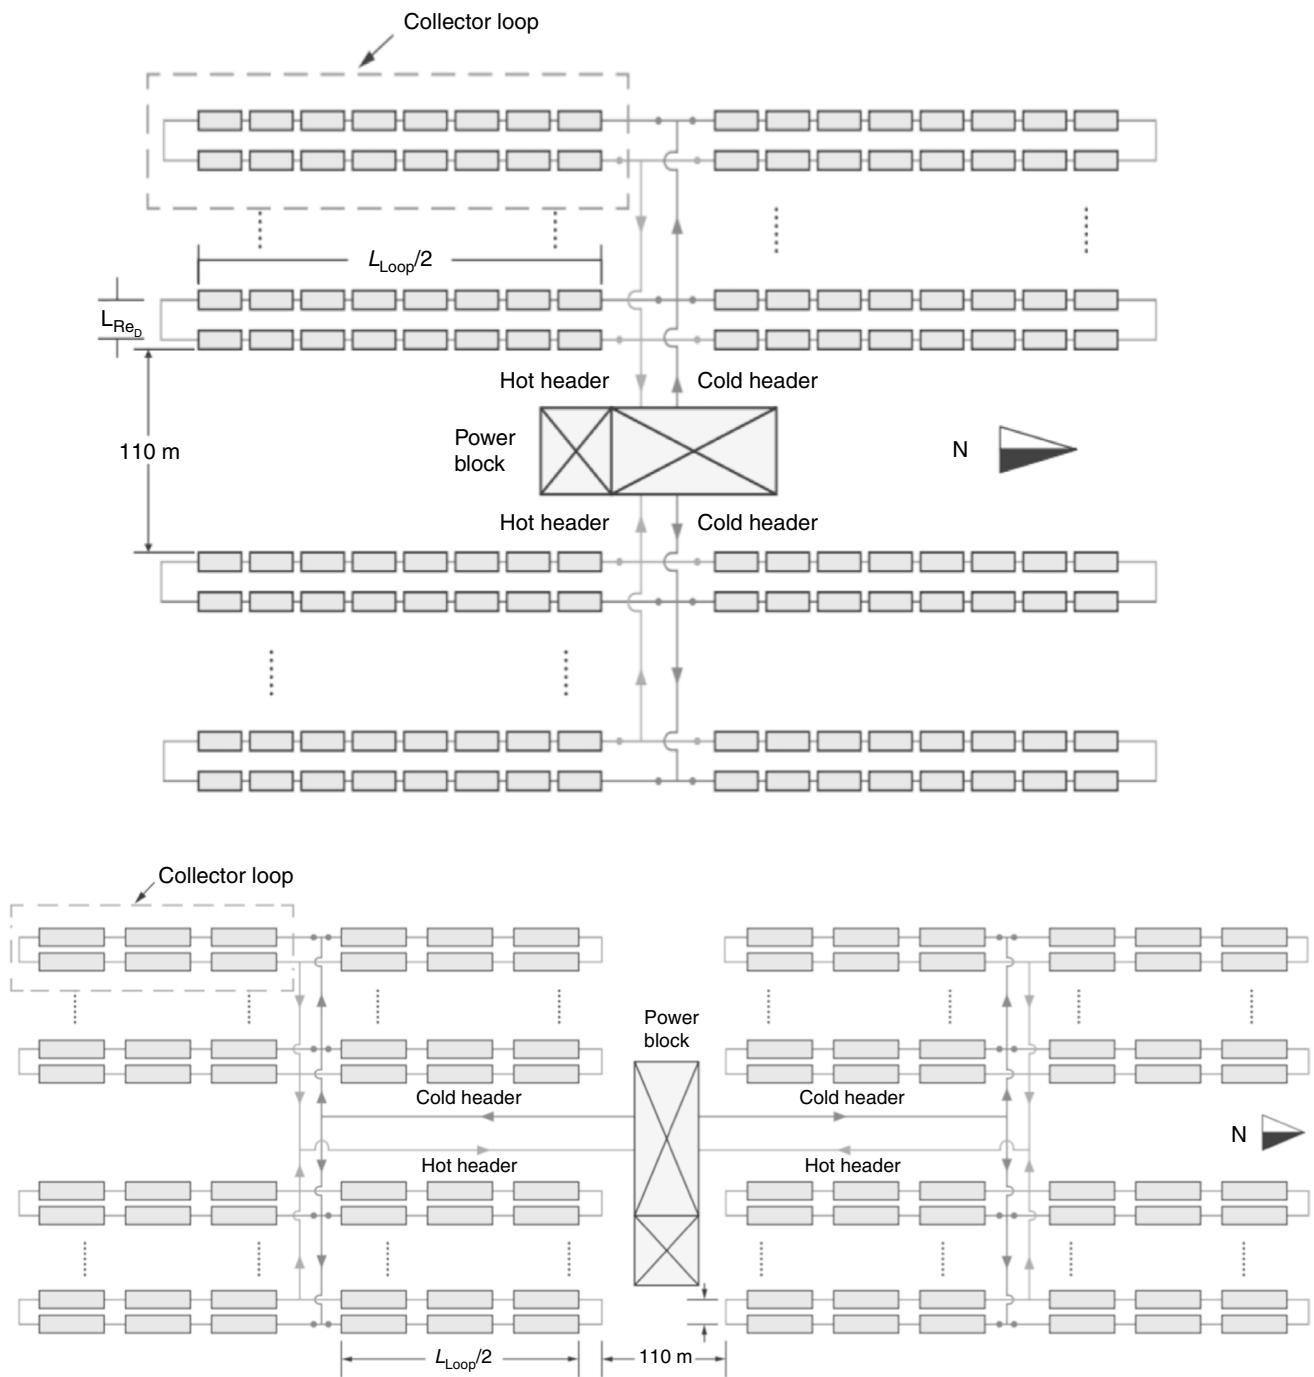 Collector loop
L_Loop/2
L_Re_D
Hot header
Cold header
110 m
Power
block
N
Hot header
Cold header
Collector loop
Power
block
Cold header
Cold header
N
Hot header
Hot header
L_Loop/2
110 m